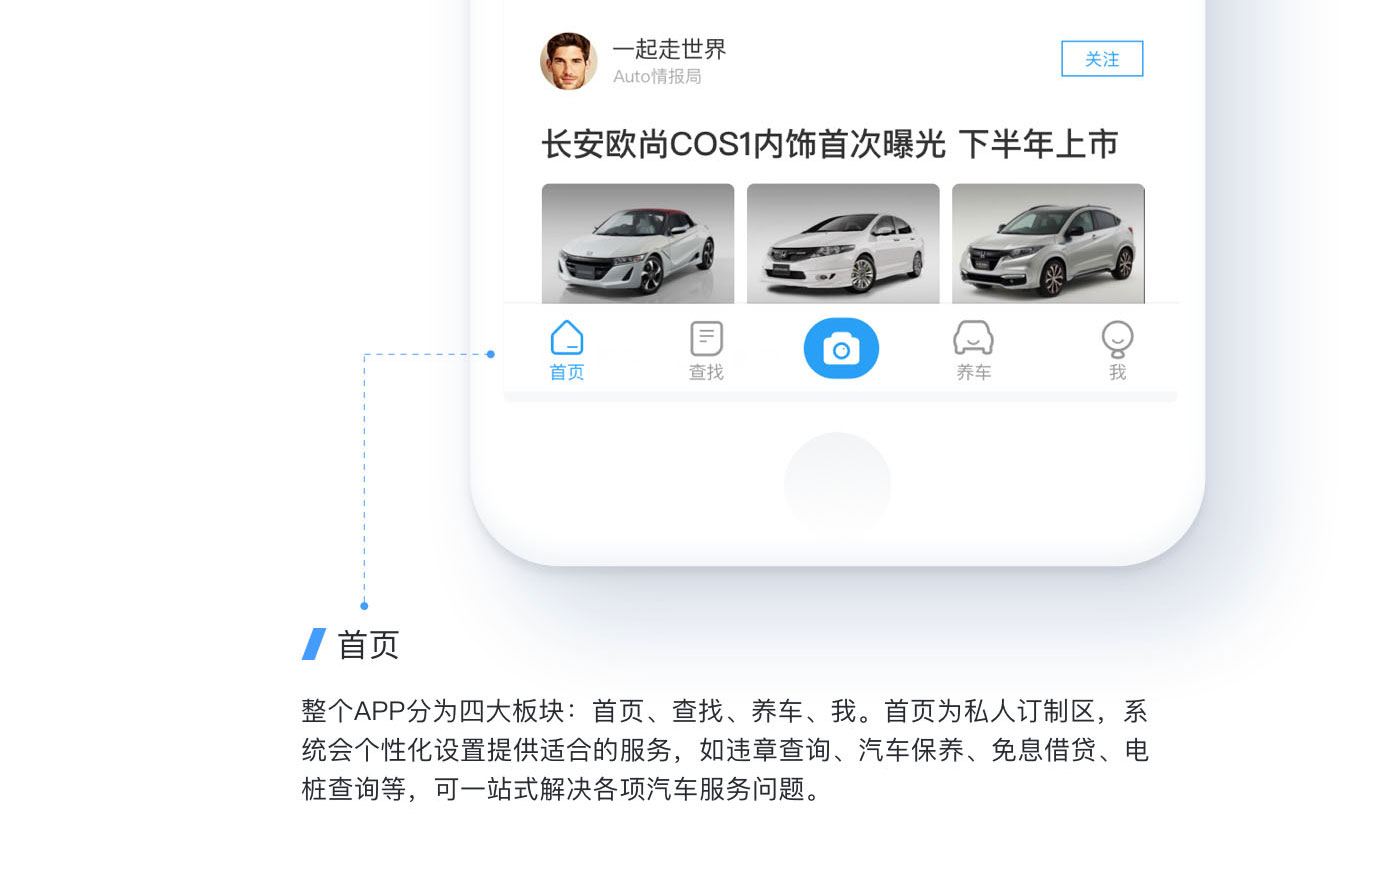 一起走世界
关注
Auto情报局
长安欧尚COS1内饰首次曝光 下半年上市
首页
查找
养车
我
首页
整个APP分为四大板块：首页、查找、养车、我。首页为私人订制区，系
统会个性化设置提供适合的服务，如违章查询、汽车保养、免息借贷、电
桩查询等，可一站式解决各项汽车服务问题。